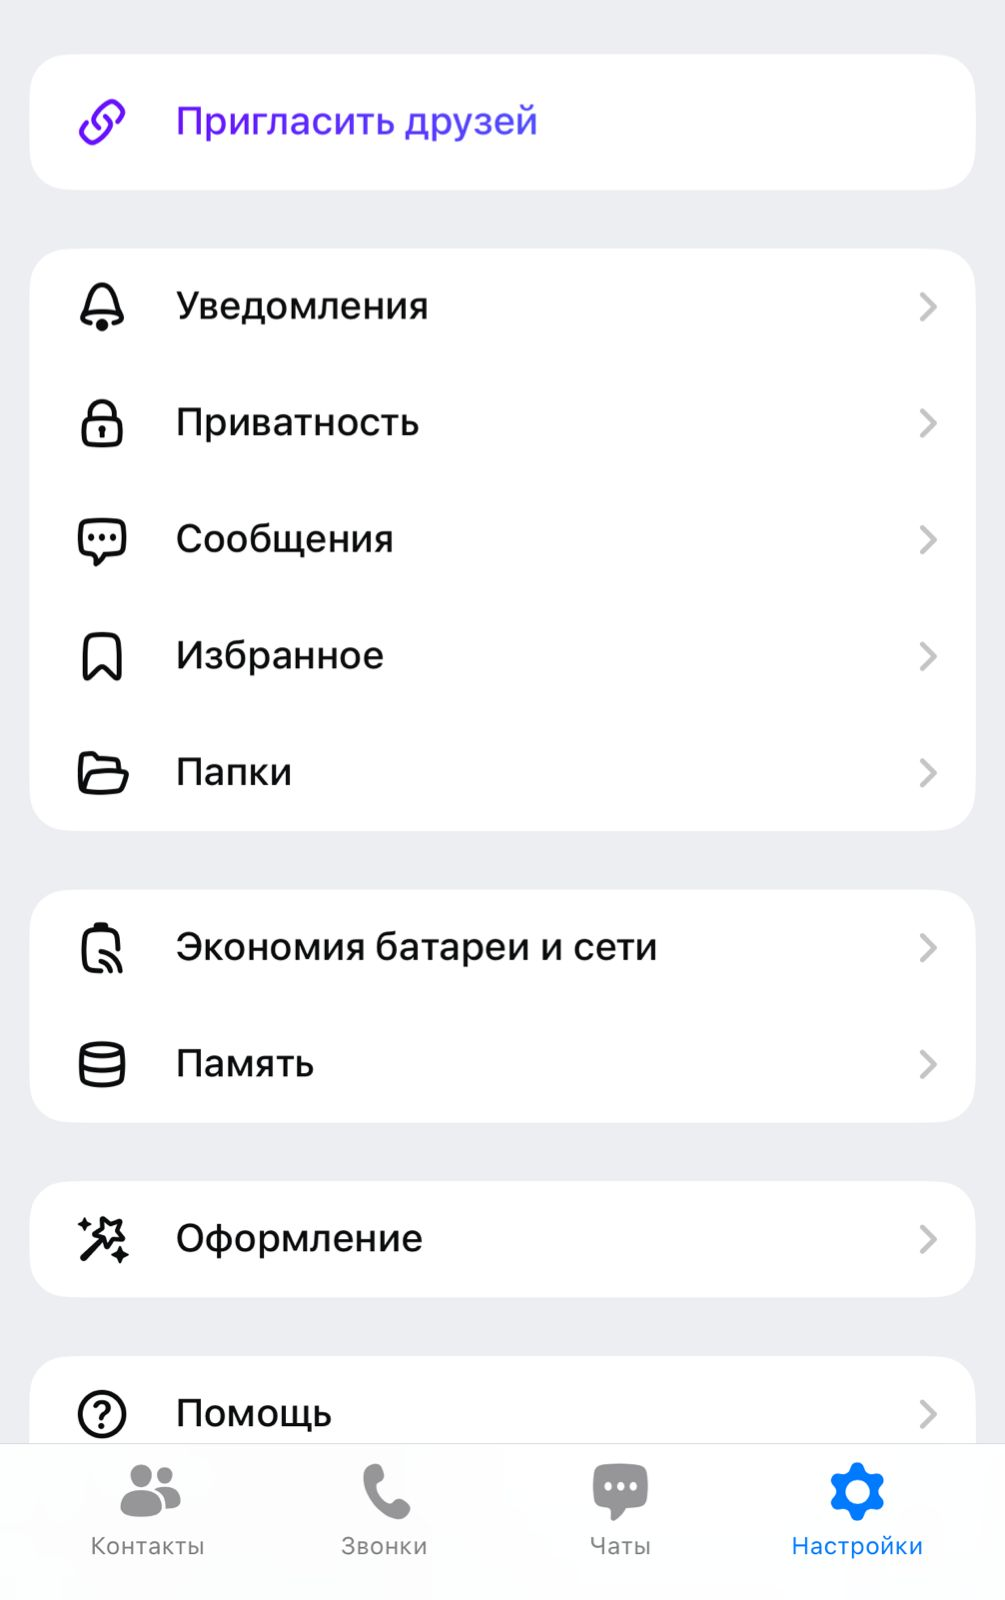 Пригласить друзей
Уведомления
Приватность
Сообщения
Избранное
Папки
Экономия батареи и сети
Память
Оформление
Помощь
Контакты
Звонки
Чаты
Настройки